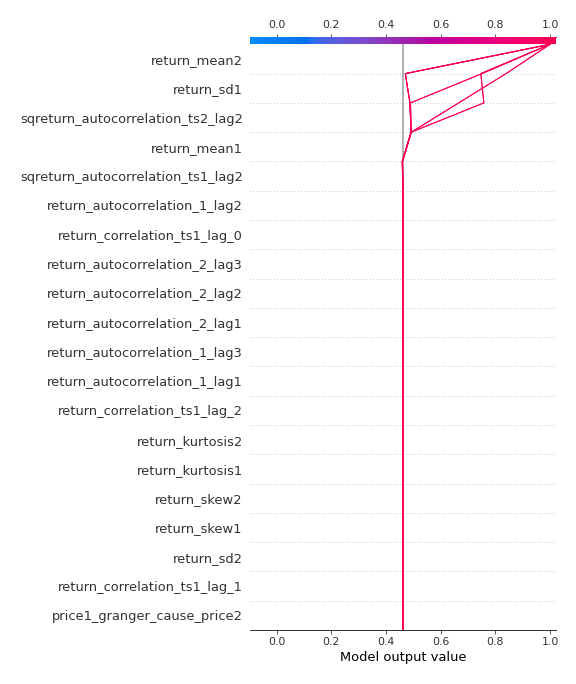 0.0 0.2 0.4 0.6 0.8 1.0
return_mean2
return_sd1
sqreturn_autocorrelation_ts2_lag2
return_mean1
sqreturn_autocorrelation_ts1_lag2
return_autocorrelation_1_lag2
return_correlation_ts1_lag_0
return_autocorrelation_2_lag3
return_autocorrelation_2_lag2
return_autocorrelation_2_lag1
return_autocorrelation_1_lag3
return_autocorrelation_1_lag1
return_correlation_ts1_lag_2
return_kurtosis2
return_kurtosis1
return_skew2
return_skew1
return_sd2
return_correlation_ts1_lag_1
price1_granger_cause_price2
0.0 0.2 0.4 0.6 0.8 1.0
Model output value